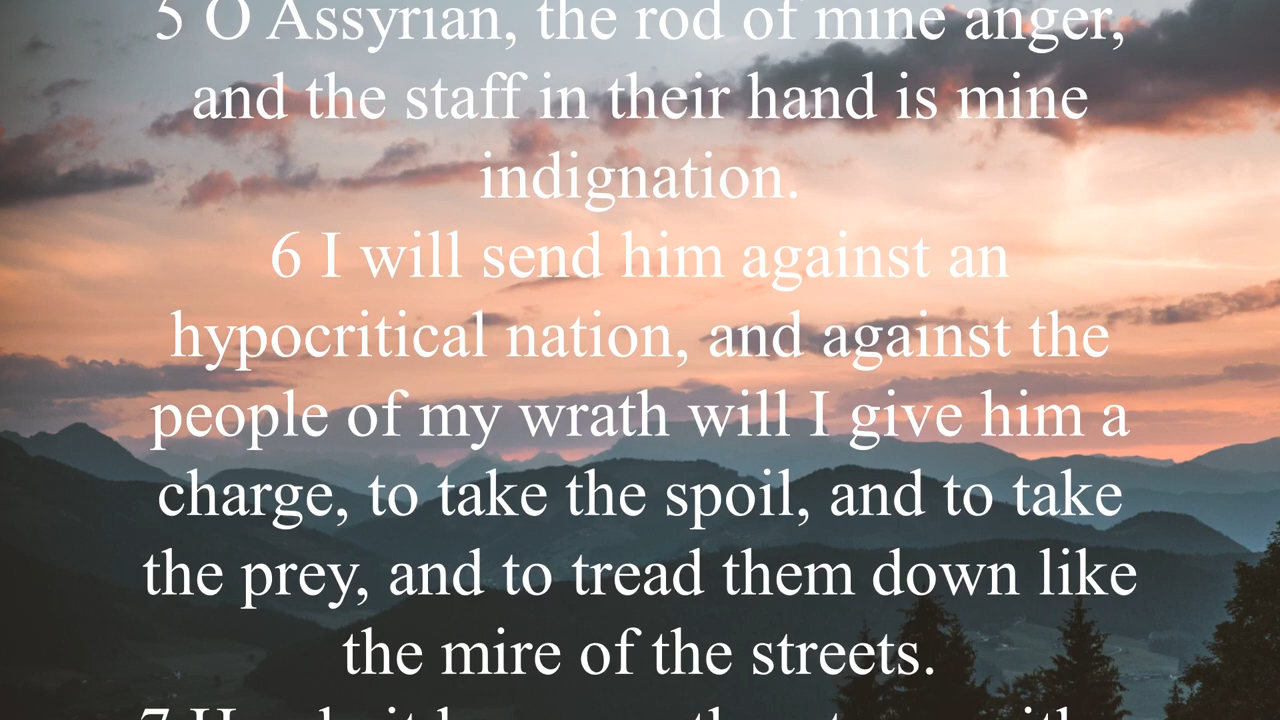 5 O Assyrian, the rod of mine anger,
and the staff in their hand is mine
indignation.
6 I will send him against an
hypocritical nation, and against the
people of my wrath will I give him a
charge, to take the spoil, and to take
the prey, and to tread them down like
the mire of the streets.